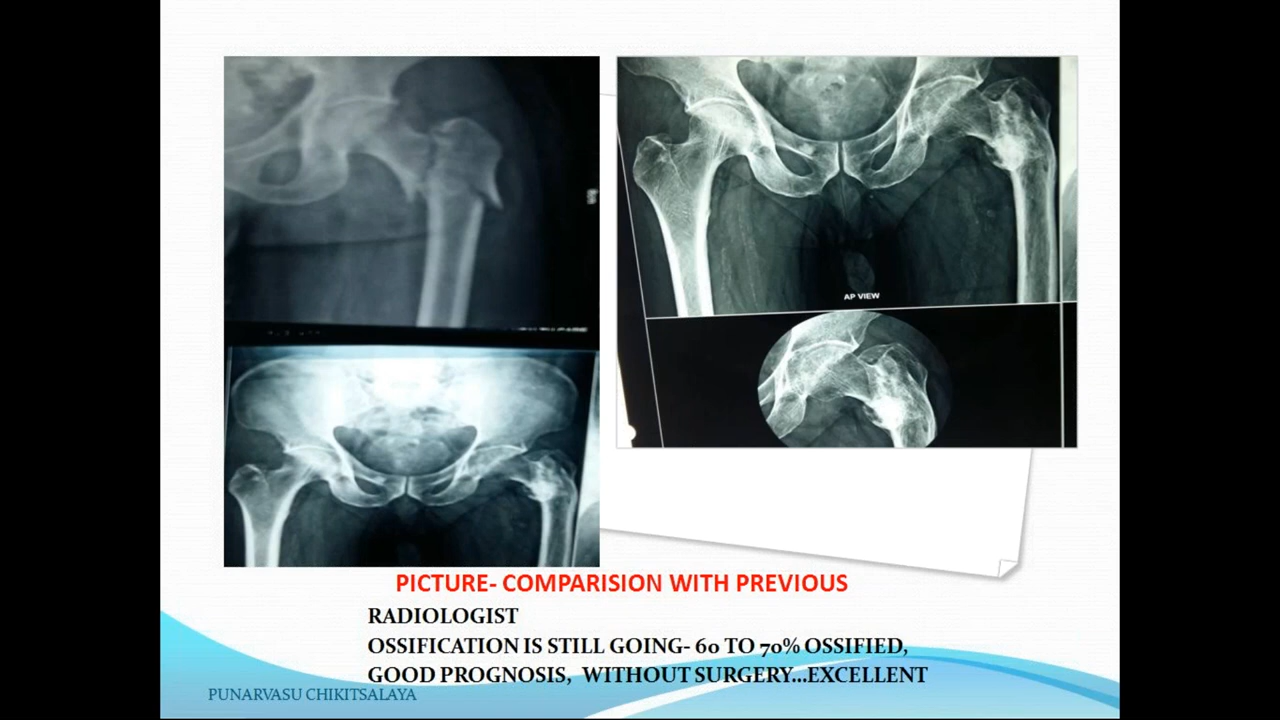 AP VIEW
PICTURE- COMPARISION WITH PREVIOUS
RADIOLOGIST
OSSIFICATION IS STILL GOING- 60 TO 70% OSSIFIED,
GOOD PROGNOSIS,  WITHOUT SURGERY...EXCELLENT
PUNARVASU CHIKITSALAYA